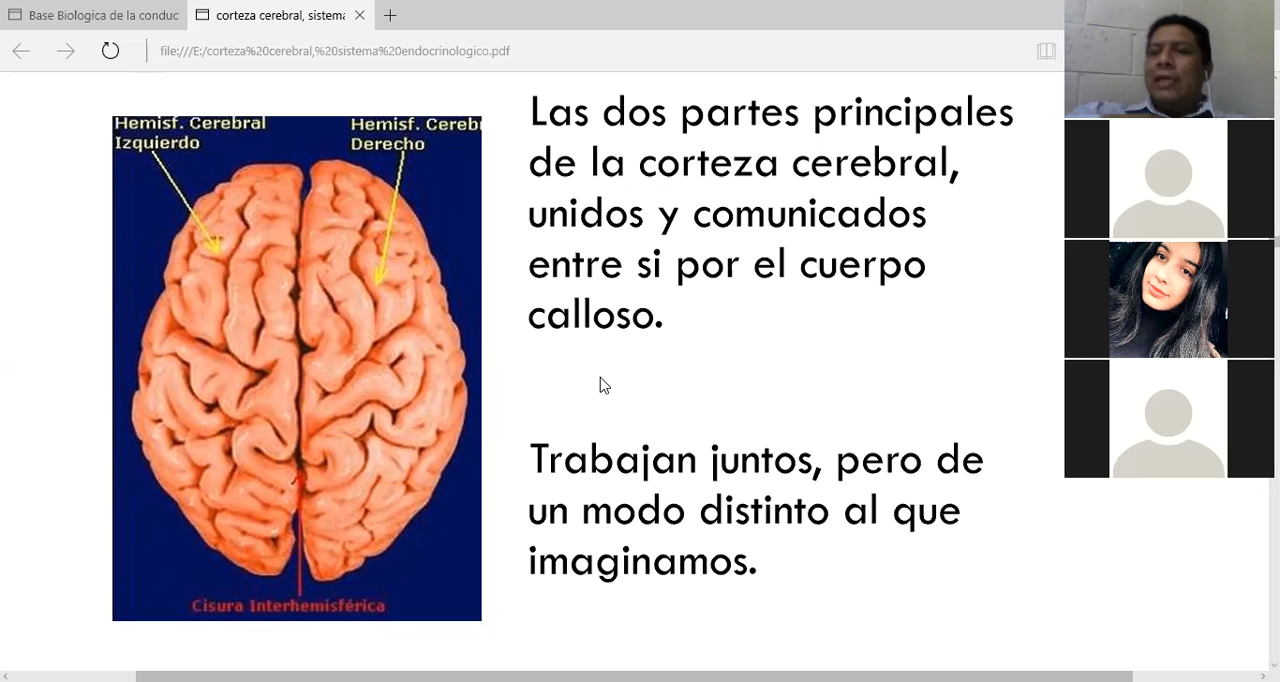 Base Biologica de la conduc
corteza cerebral, sistema
file:///E:/corteza%20cerebral,%20sistema%20endocrinologico.pdf
Hemisf. Cerebral
Izquierdo
Hemisf. Cereb
Derecho
Cisura Interhemisférica
Las dos partes principales
de la corteza cerebral,
unidos y comunicados
entre si por el cuerpo
calloso.
Trabajan juntos, pero de
un modo distinto al que
imaginamos.